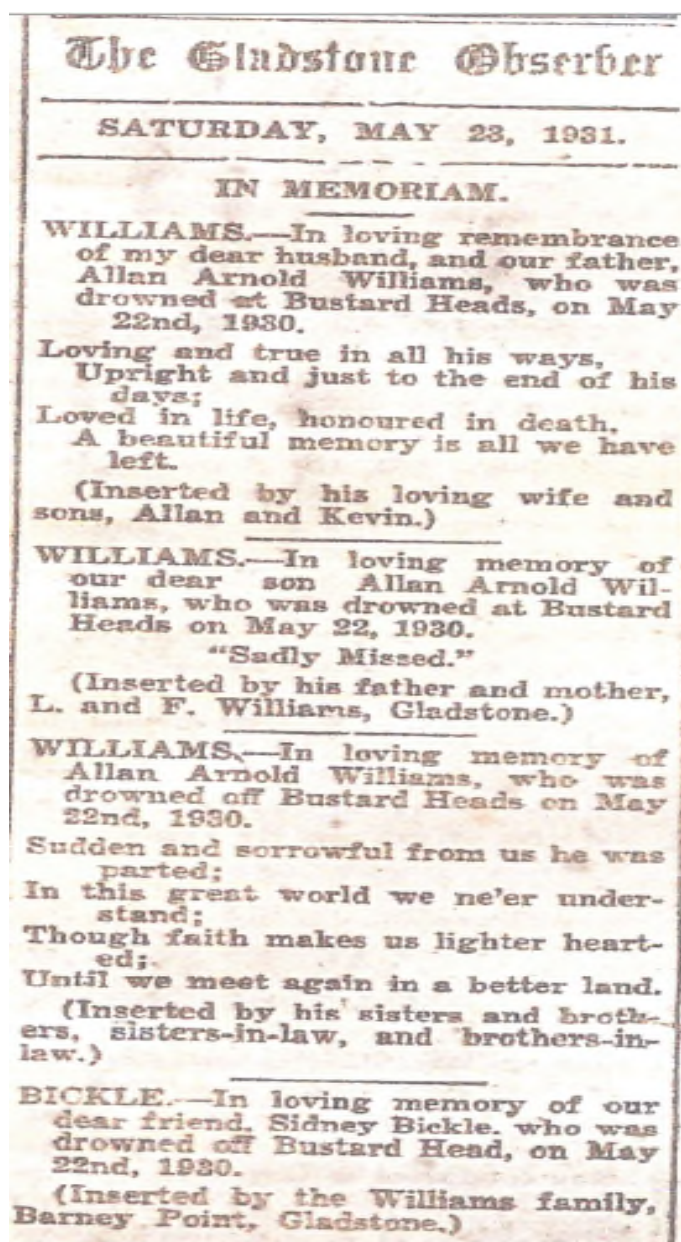 The Gladstone Observer
SATURDAY, MAY 23, 1931.
IN MEMORIAM.
WILLIAMS.—In loving remembrance
of my dear husband, and our father,
Allan Arnold Williams, who was
drowned at Bustard Heads, on May
22nd, 1930.
Loving and true in all his ways,
Upright and just to the end of his
days;
Loved in life, honoured in death.
A beautiful memory is all we have
left.
(Inserted by his loving wife and
sons, Allan and Kevin.)
WILLIAMS.—In loving memory of
our dear son Allan Arnold Wil-
liams, who was drowned at Bustard
Heads on May 22, 1930.
"Sadly Missed."
(Inserted by his father and mother,
L. and F. Williams, Gladstone.)
WILLIAMS.—In loving memory of
Allan Arnold Williams, who was
drowned off Bustard Heads on May
22nd, 1930.
Sudden and sorrowful from us he was
parted;
In this great world we ne'er under-
stand;
Though faith makes us lighter heart-
ed;
Until we meet again in a better land.
(Inserted by his sisters and broth-
ers, sisters-in-law, and brothers-in-
law.)
BICKLE.—In loving memory of our
dear friend, Sidney Bickle, who was
drowned off Bustard Head, on May
22nd, 1930.
(Inserted by the Williams family,
Barney Point, Gladstone.)